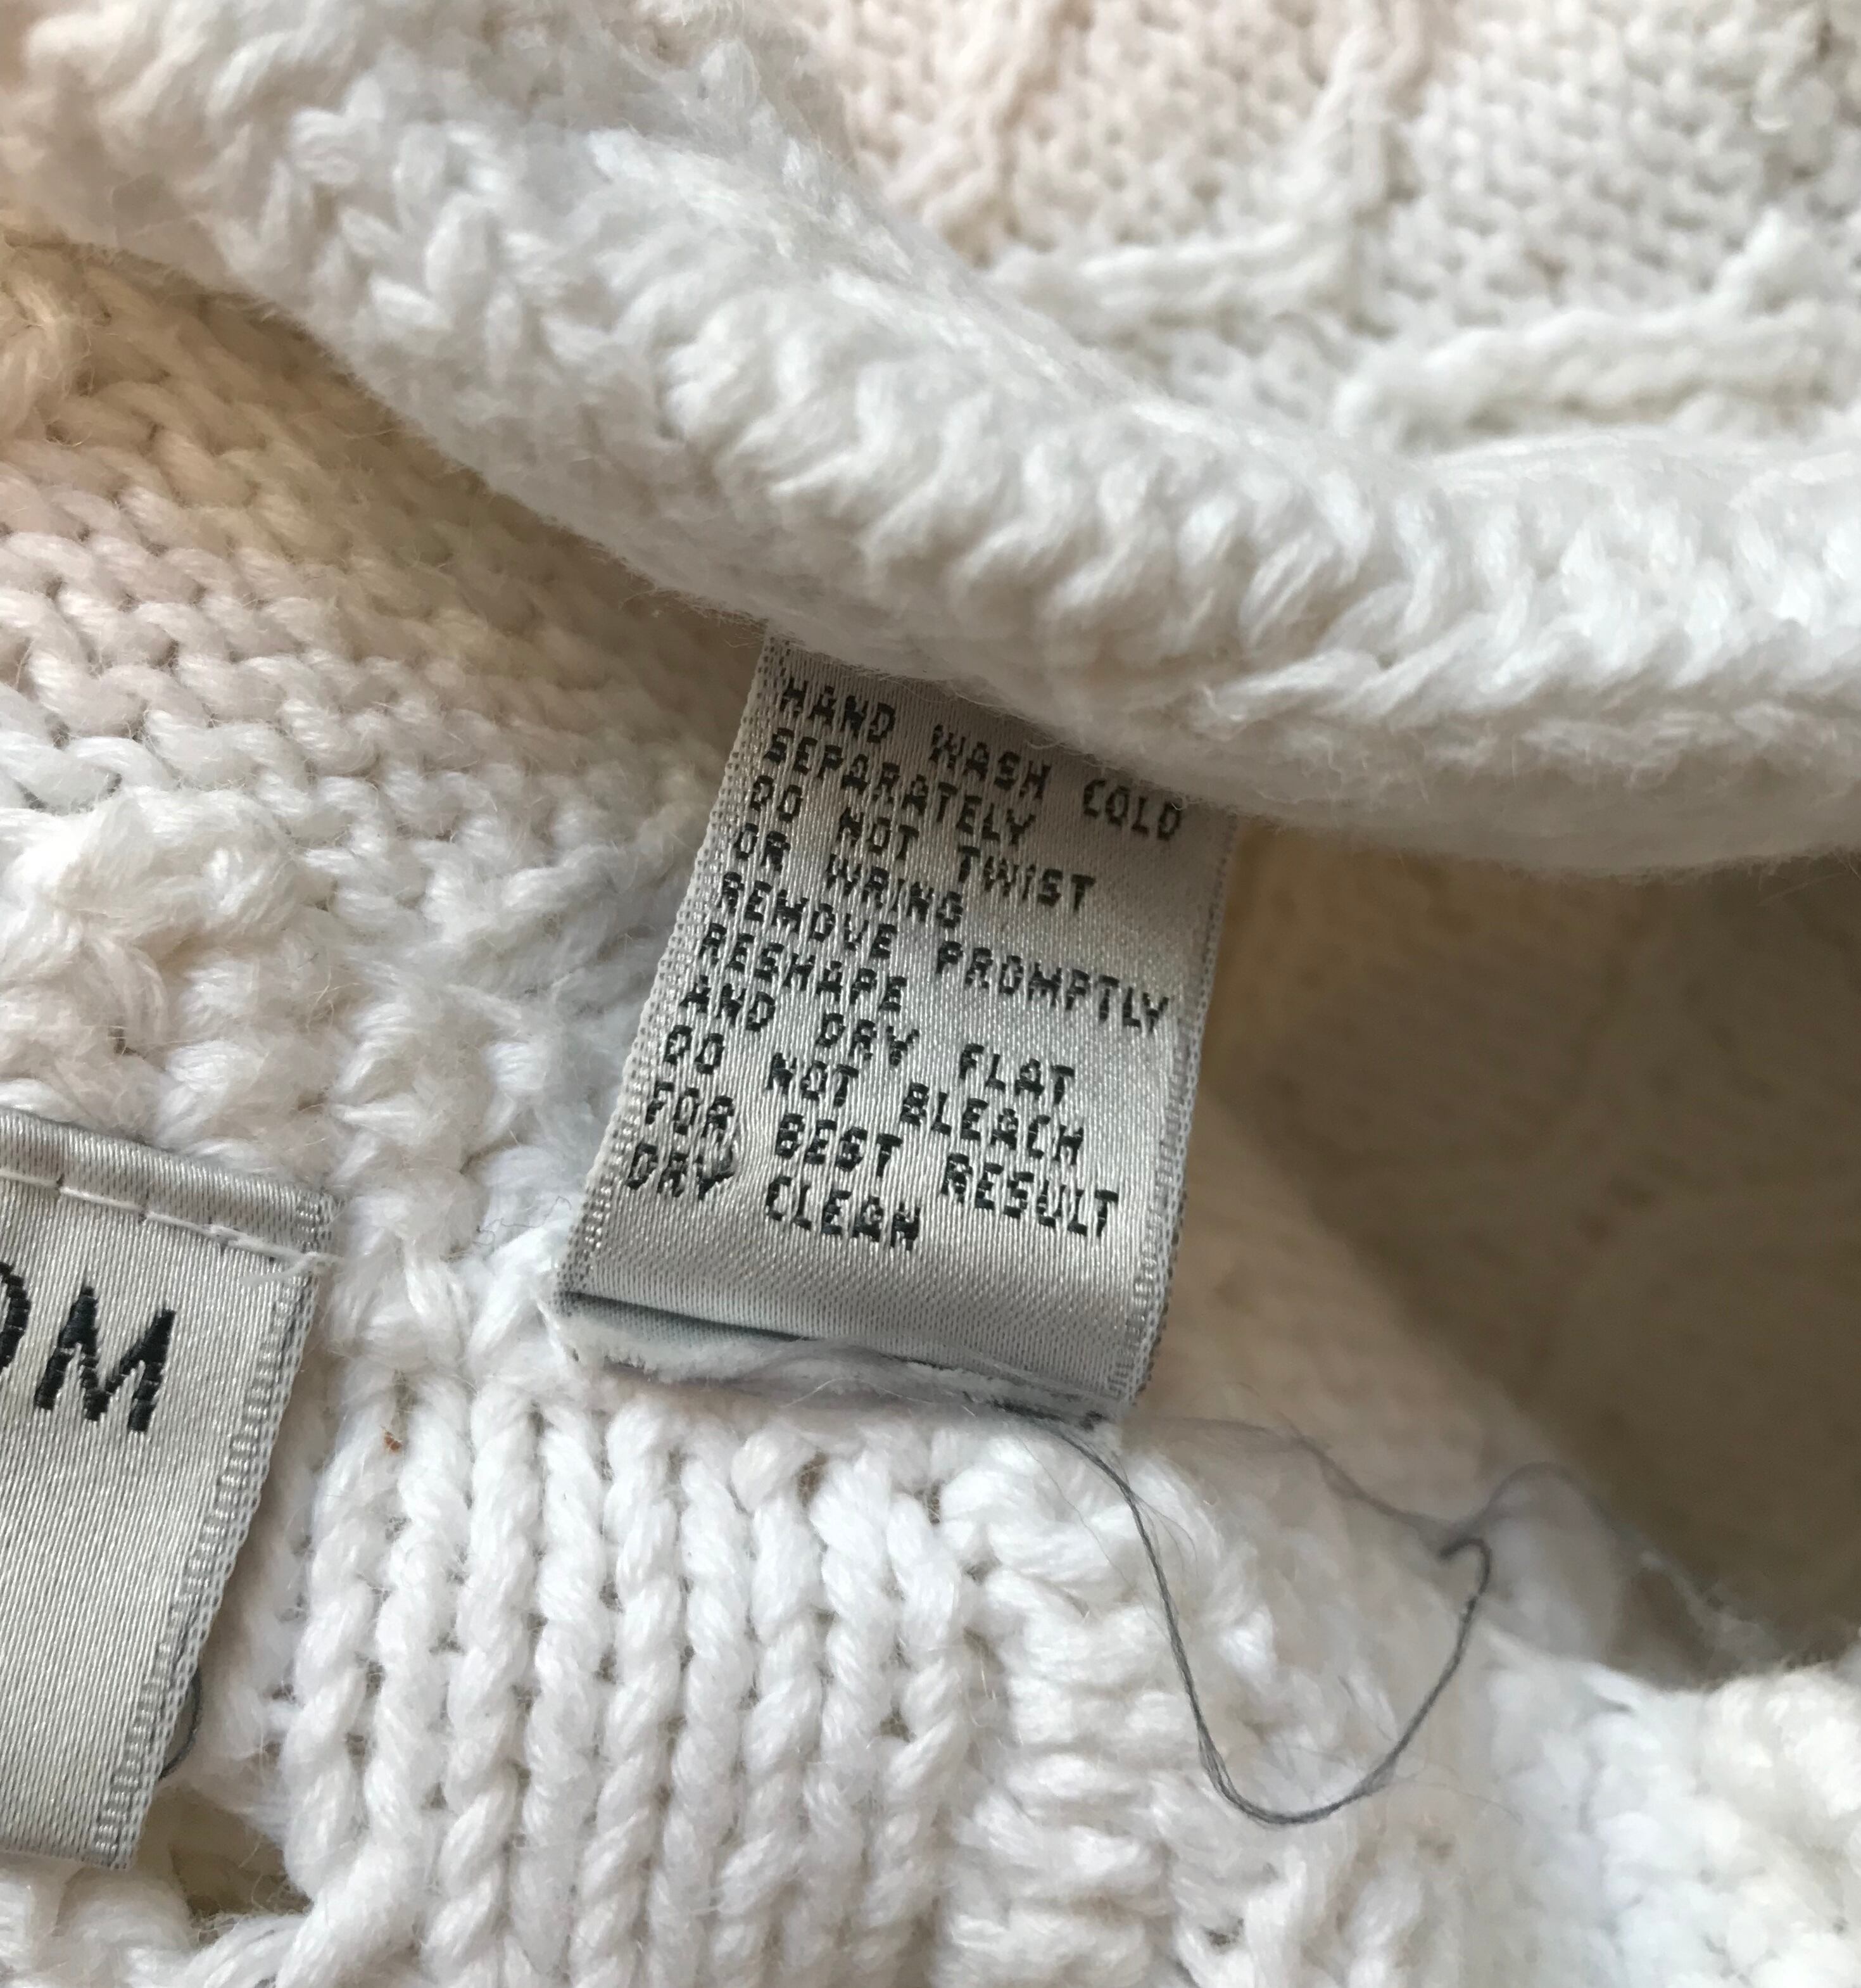 HAND WASH COLD
SEPARATELY
DO NOT TWIST
OR WRING
REMOVE PROMPTLY
RESHAPE
AND DRY FLAT
DO NOT BLEACH
FOR BEST RESULT
DRY CLEAN
OM